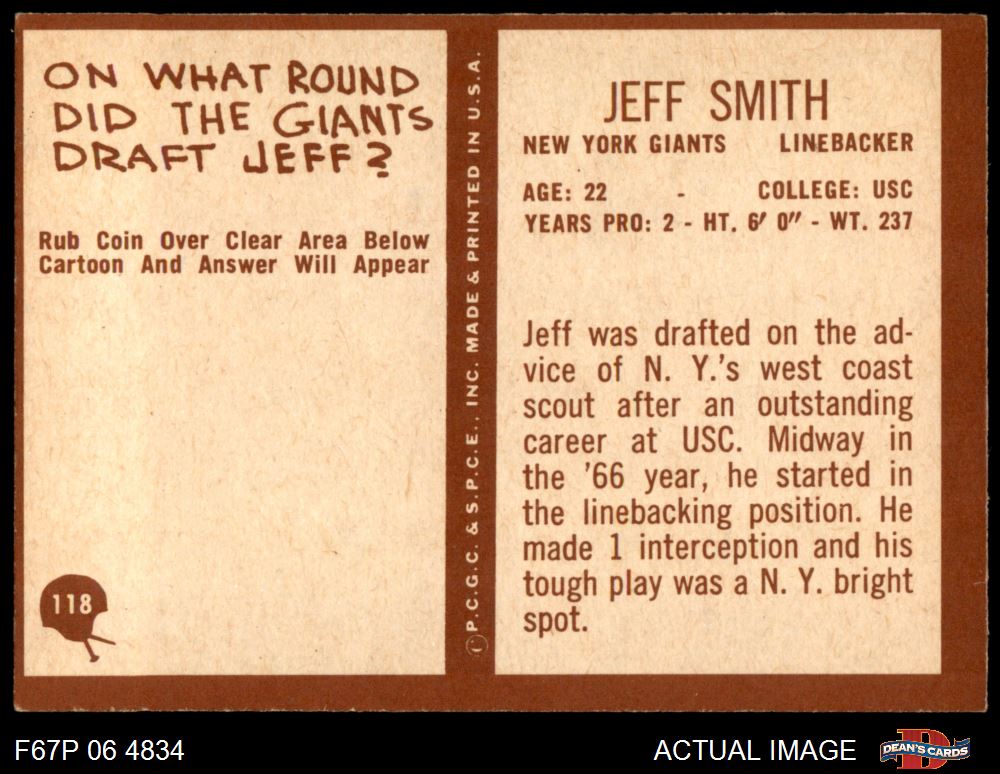 ON WHAT ROUND
DID THE GIANTS
DRAFT JEFF?
Rub Coin Over Clear Area Below
Cartoon And Answer Will Appear
118
© P.C.G.C. & S.P.C.E., INC. MADE & PRINTED IN U.S.A.
JEFF SMITH
NEW YORK GIANTS LINEBACKER
AGE: 22 - COLLEGE: USC
YEARS PRO: 2 - HT. 6' 0" - WT. 237
Jeff was drafted on the ad-
vice of N. Y.'s west coast
scout after an outstanding
career at USC. Midway in
the '66 year, he started in
the linebacking position. He
made 1 interception and his
tough play was a N. Y. bright
spot.
F67P 06 4834
ACTUAL IMAGE
DEAN'S CARDS